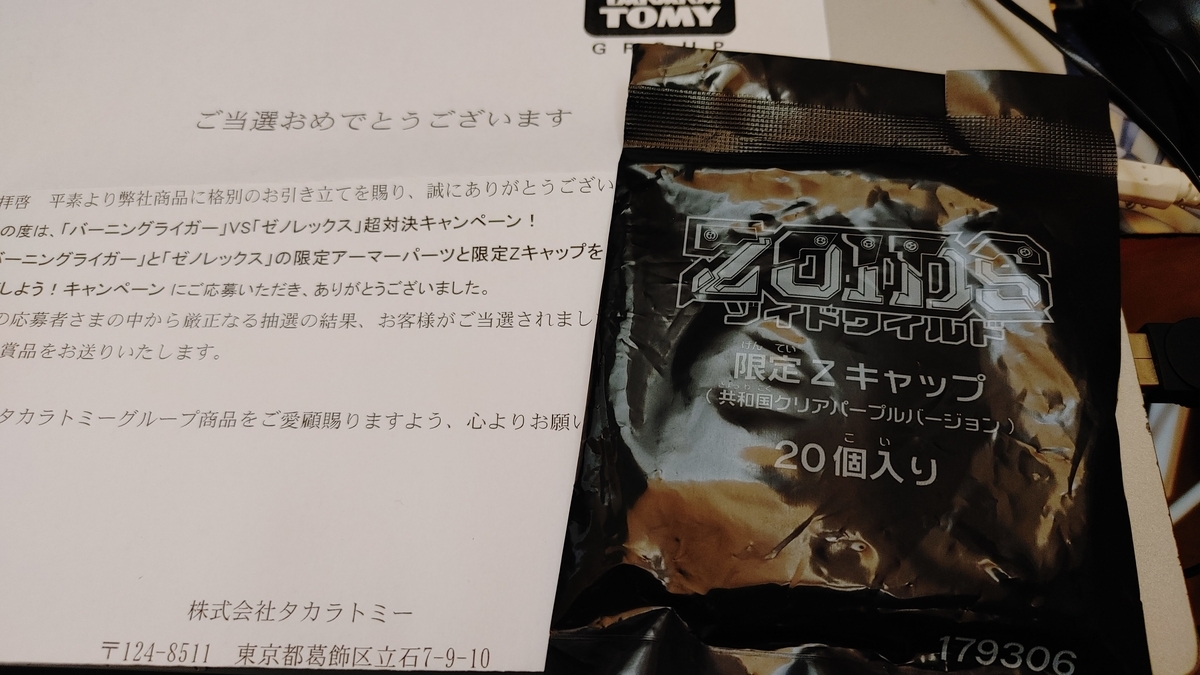 TOMY
GROUP
ご当選おめでとうございます
拝啓　平素より弊社商品に格別のお引き立てを賜り、誠にありがとうござい
の度は、「バーニングライガー」VS「ゼノレックス」超対決キャンペーン！
バーニングライガー」と「ゼノレックス」の限定アーマーパーツと限定Zキャップを
しよう！キャンペーン にご応募いただき、ありがとうございました。
の応募者さまの中から厳正なる抽選の結果、お客様がご当選されまし
賞品をお送りいたします。
タカラトミーグループ商品をご愛顧賜りますよう、心よりお願い
株式会社タカラトミー
〒124-8511　東京都葛飾区立石7-9-10
ZOIDS
ゾイドワイルド
げん てい
限定 Z キャップ
（共和国クリアパープルバージョン）
こ い
20個入り
179306